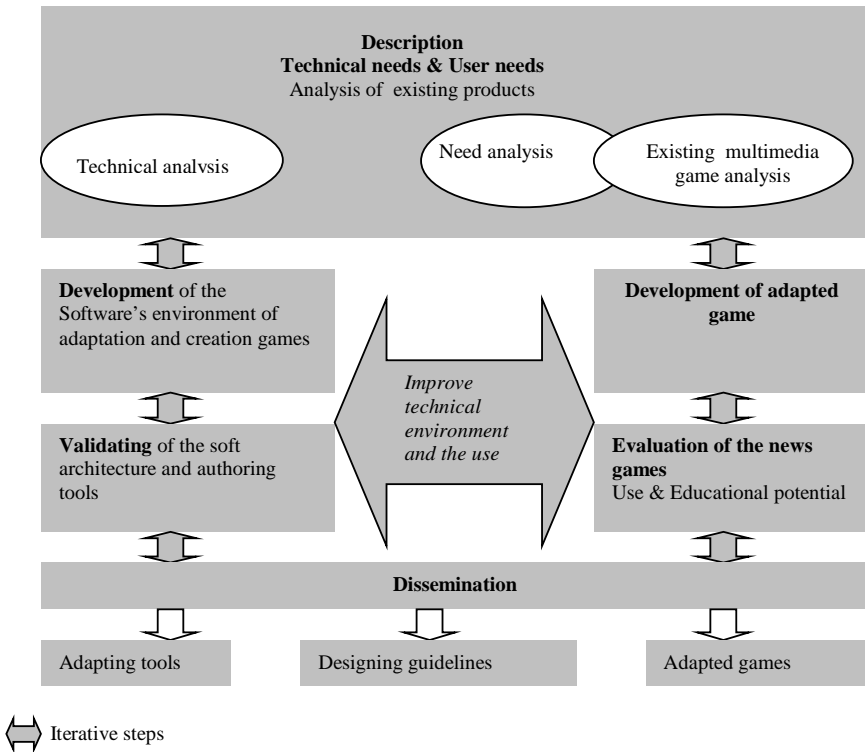 Description
Technical needs & User needs
Analysis of existing products
Technical analysis
Need analysis
Existing multimedia
game analysis
Development of the
Software's environment of
adaptation and creation games
Development of adapted
game
Improve
technical
environment
and the use
Validating of the soft
architecture and authoring
tools
Evaluation of the news
games
Use & Educational potential
Dissemination
Adapting tools
Designing guidelines
Adapted games
Iterative steps